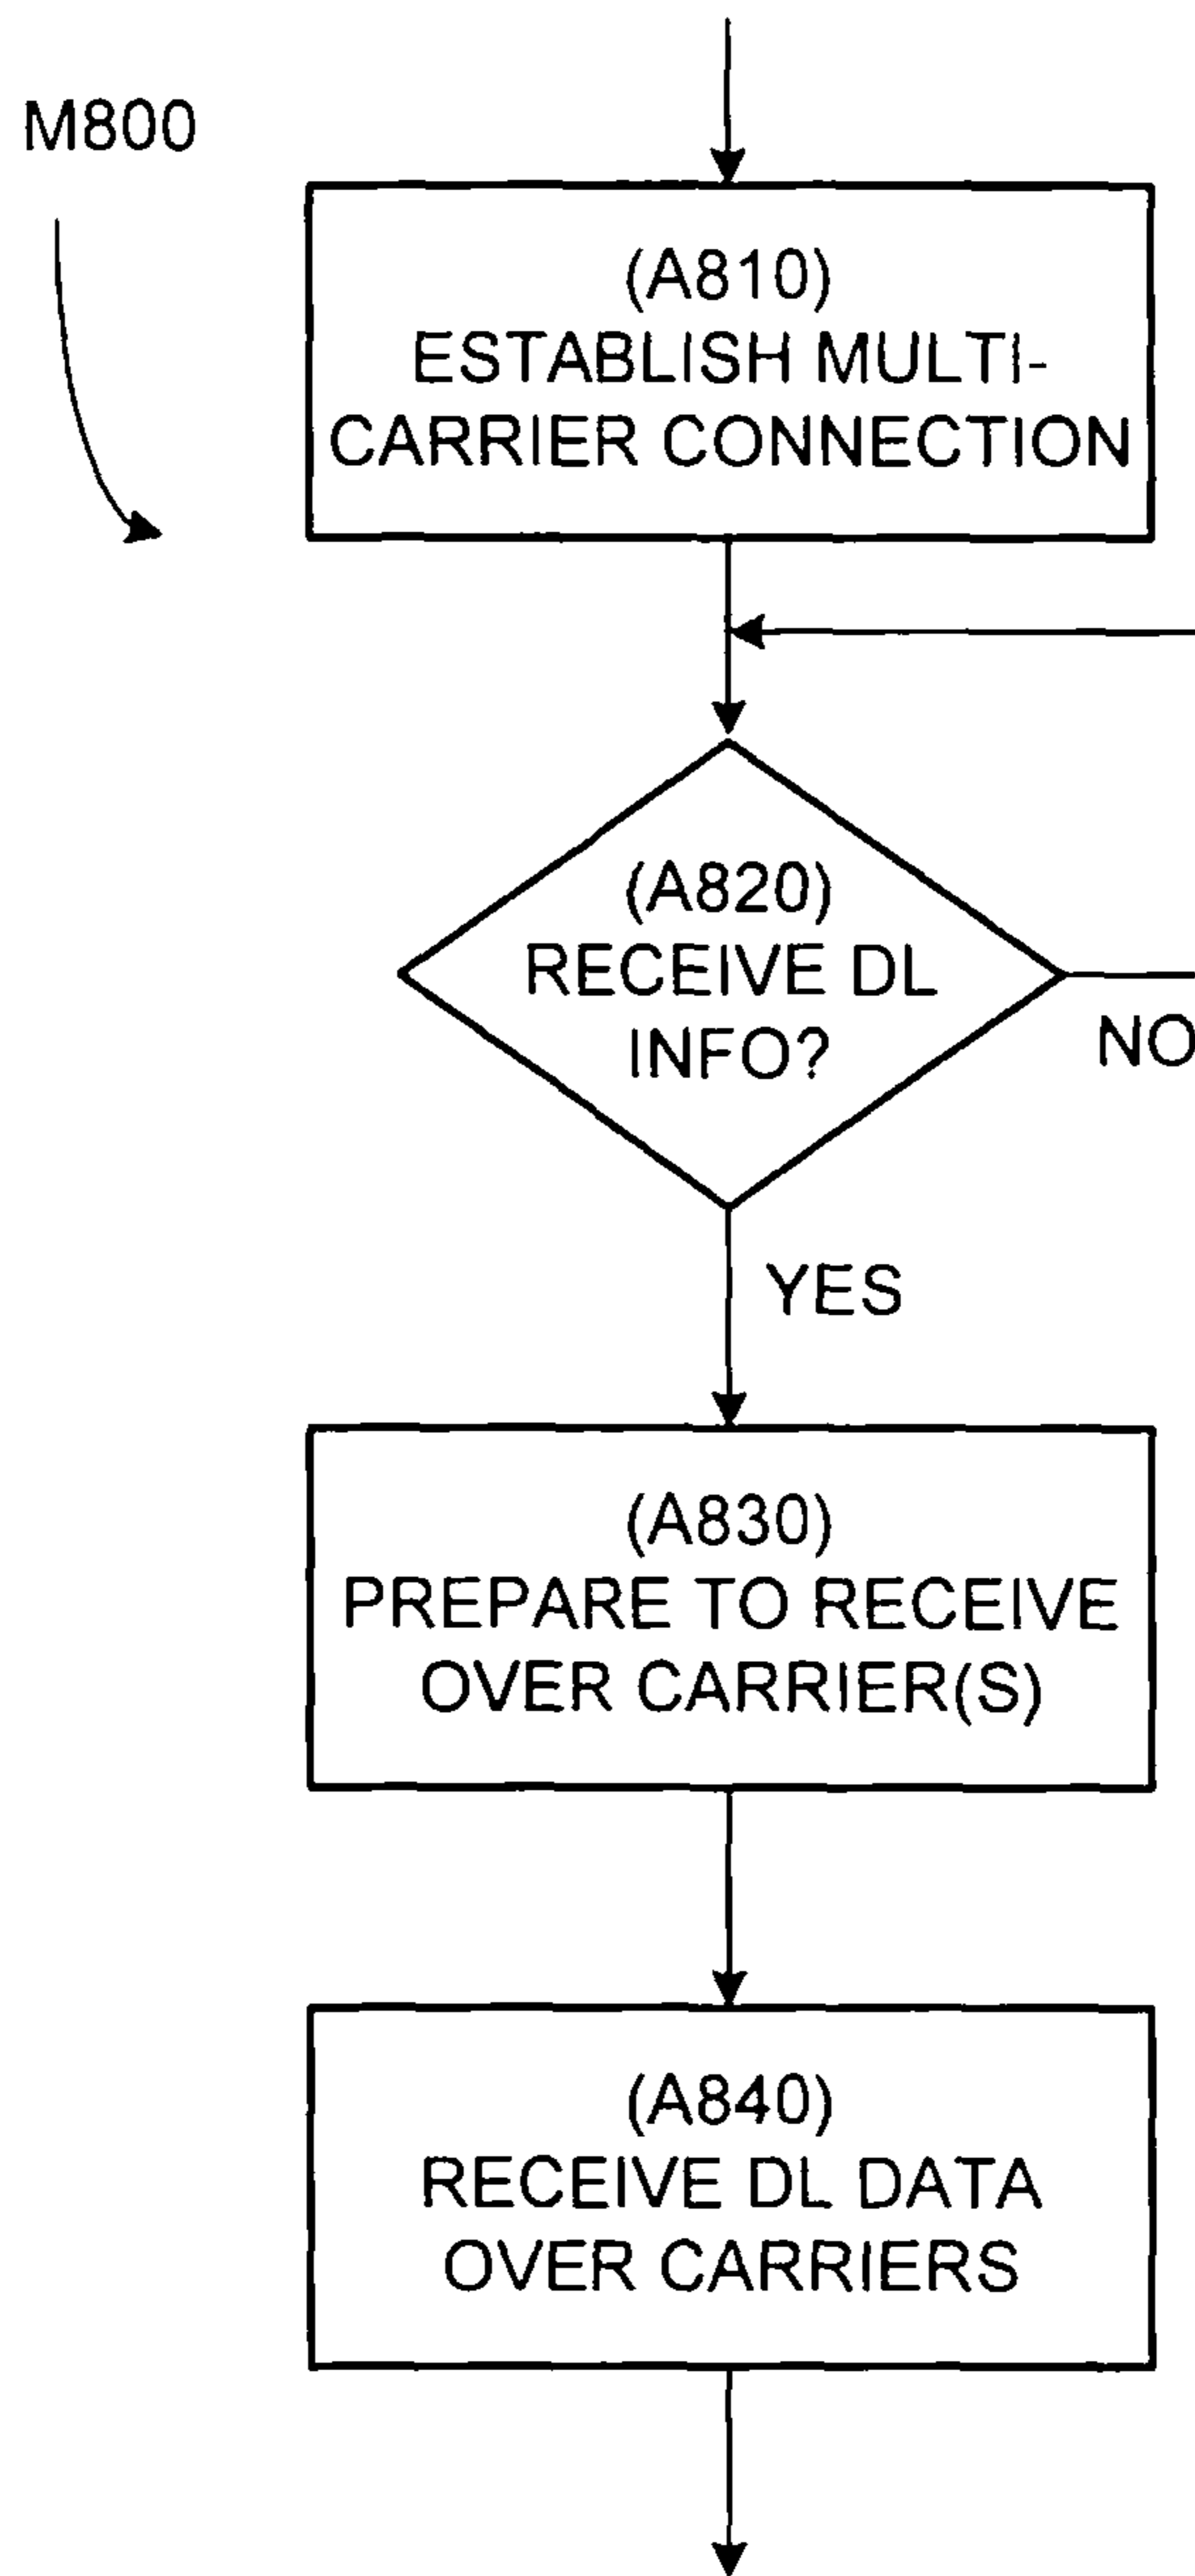 M800
(A810)
ESTABLISH MULTI-
CARRIER CONNECTION
(A820)
RECEIVE DL
INFO?
NO
YES
(A830)
PREPARE TO RECEIVE
OVER CARRIER(S)
(A840)
RECEIVE DL DATA
OVER CARRIERS